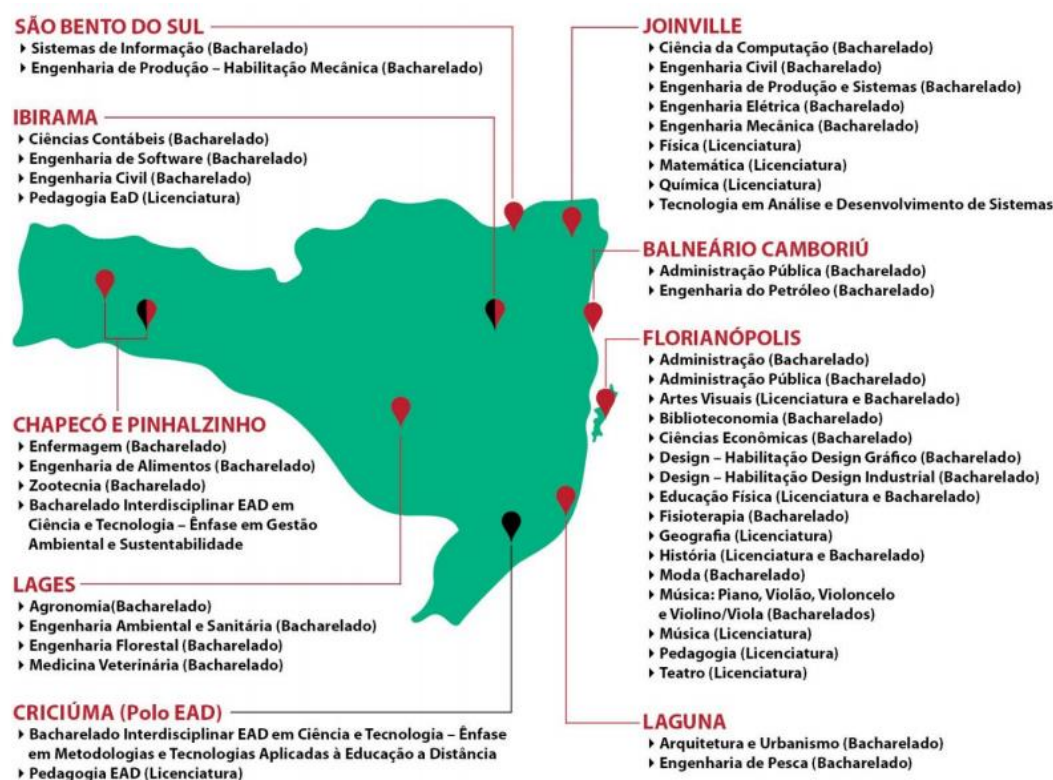 SÃO BENTO DO SUL
Sistemas de Informação (Bacharelado)
Engenharia de Produção – Habilitação Mecânica (Bacharelado)
IBIRAMA
Ciências Contábeis (Bacharelado)
Engenharia de Software (Bacharelado)
Engenharia Civil (Bacharelado)
Pedagogia EaD (Licenciatura)
CHAPECÓ E PINHALZINHO
Enfermagem (Bacharelado)
Engenharia de Alimentos (Bacharelado)
Zootecnia (Bacharelado)
Bacharelado Interdisciplinar EAD em
Ciência e Tecnologia – Ênfase em Gestão
Ambiental e Sustentabilidade
LAGES
Agronomia(Bacharelado)
Engenharia Ambiental e Sanitária (Bacharelado)
Engenharia Florestal (Bacharelado)
Medicina Veterinária (Bacharelado)
CRICIÚMA (Polo EAD)
Bacharelado Interdisciplinar EAD em Ciência e Tecnologia – Ênfase
em Metodologias e Tecnologias Aplicadas à Educação a Distância
Pedagogia EAD (Licenciatura)
JOINVILLE
Ciência da Computação (Bacharelado)
Engenharia Civil (Bacharelado)
Engenharia de Produção e Sistemas (Bacharelado)
Engenharia Elétrica (Bacharelado)
Engenharia Mecânica (Bacharelado)
Física (Licenciatura)
Matemática (Licenciatura)
Química (Licenciatura)
Tecnologia em Análise e Desenvolvimento de Sistemas
BALNEÁRIO CAMBORIÚ
Administração Pública (Bacharelado)
Engenharia do Petróleo (Bacharelado)
FLORIANÓPOLIS
Administração (Bacharelado)
Administração Pública (Bacharelado)
Artes Visuais (Licenciatura e Bacharelado)
Biblioteconomia (Bacharelado)
Ciências Econômicas (Bacharelado)
Design – Habilitação Design Gráfico (Bacharelado)
Design – Habilitação Design Industrial (Bacharelado)
Educação Física (Licenciatura e Bacharelado)
Fisioterapia (Bacharelado)
Geografia (Licenciatura)
História (Licenciatura e Bacharelado)
Moda (Bacharelado)
Música: Piano, Violão, Violoncelo
e Violino/Viola (Bacharelados)
Música (Licenciatura)
Pedagogia (Licenciatura)
Teatro (Licenciatura)
LAGUNA
Arquitetura e Urbanismo (Bacharelado)
Engenharia de Pesca (Bacharelado)